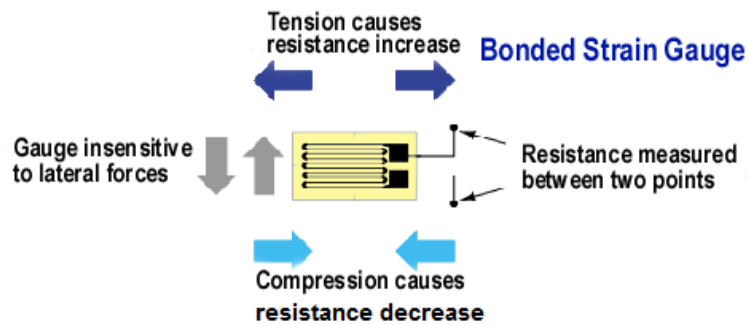 Tension causes
resistance increase
Bonded Strain Gauge
Gauge insensitive
to lateral forces
Resistance measured
between two points
Compression causes
resistance decrease